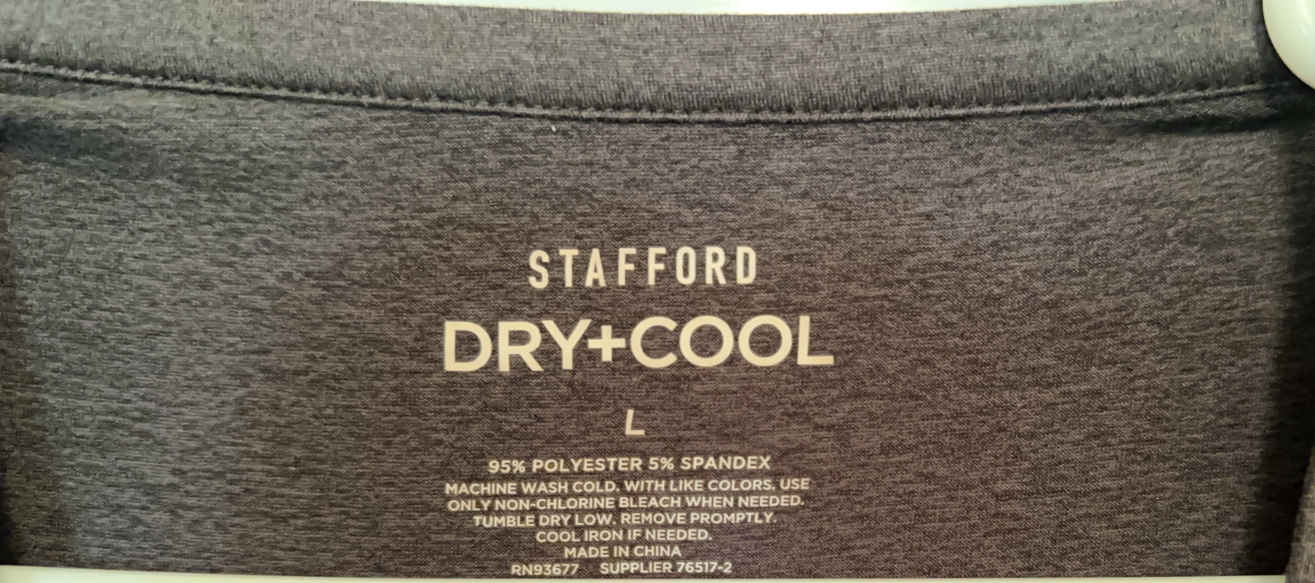 STAFFORD
DRY+COOL
L
95% POLYESTER 5% SPANDEX
MACHINE WASH COLD. WITH LIKE COLORS. USE
ONLY NON-CHLORINE BLEACH WHEN NEEDED.
TUMBLE DRY LOW. REMOVE PROMPTLY.
COOL IRON IF NEEDED.
MADE IN CHINA
RN93677 SUPPLIER 76517-2